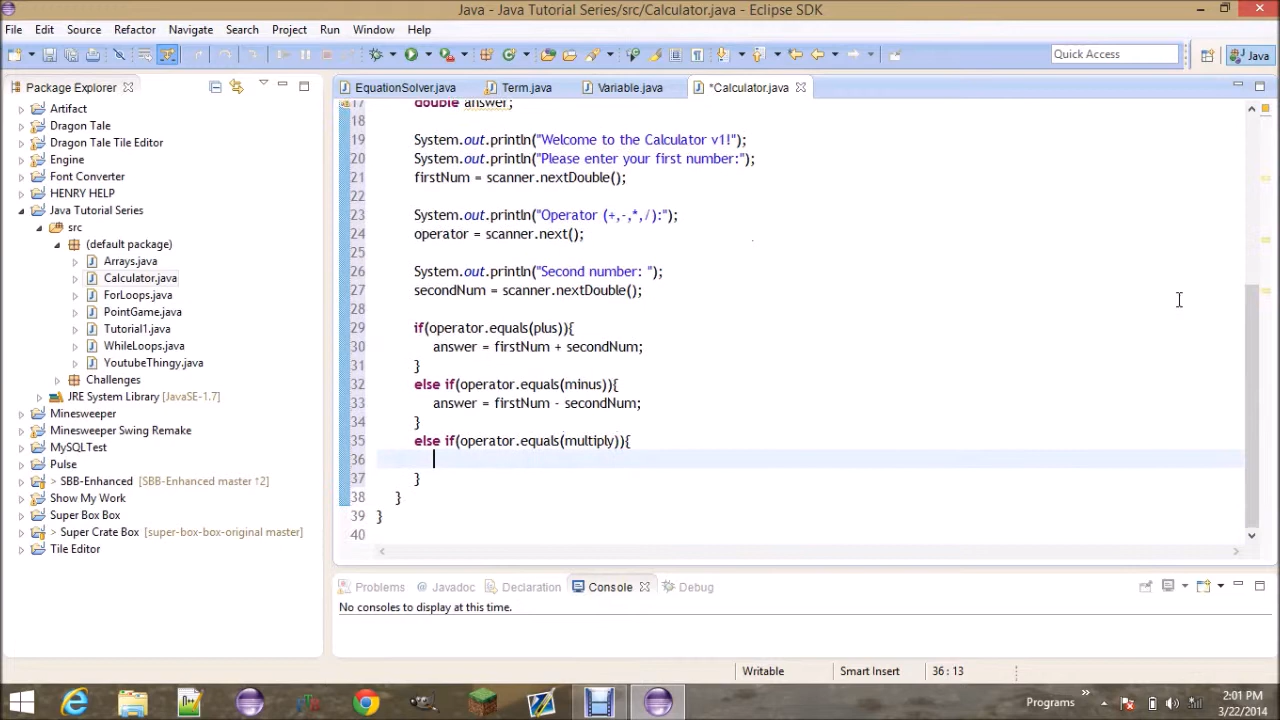 Java - Java Tutorial Series/src/Calculator.java - Eclipse SDK
File Edit Source Refactor Navigate Search Project Run Window Help
Quick Access
Java
Package Explorer
Artifact
Dragon Tale
Dragon Tale Tile Editor
Engine
Font Converter
HENRY HELP
Java Tutorial Series
src
(default package)
Arrays.java
Calculator.java
ForLoops.java
PointGame.java
Tutorial1.java
WhileLoops.java
YoutubeThingy.java
Challenges
JRE System Library [JavaSE-1.7]
Minesweeper
Minesweeper Swing Remake
MySQLTest
Pulse
> SBB-Enhanced [SBB-Enhanced master ↑2]
Show My Work
Super Box Box
> Super Crate Box [super-box-box-original master]
Tile Editor
EquationSolver.java Term.java Variable.java *Calculator.java
17 double answer;
18
19 System.out.println("Welcome to the Calculator v1!");
20 System.out.println("Please enter your first number:");
21 firstNum = scanner.nextDouble();
22
23 System.out.println("Operator (+,-,*,/):");
24 operator = scanner.next();
25
26 System.out.println("Second number: ");
27 secondNum = scanner.nextDouble();
28
29 if(operator.equals(plus)){
30 answer = firstNum + secondNum;
31 }
32 else if(operator.equals(minus)){
33 answer = firstNum - secondNum;
34 }
35 else if(operator.equals(multiply)){
36
37 }
38 }
39 }
40
Problems @ Javadoc Declaration Console Debug
No consoles to display at this time.
Writable Smart Insert 36 : 13
Programs
2:01 PM
3/22/2014